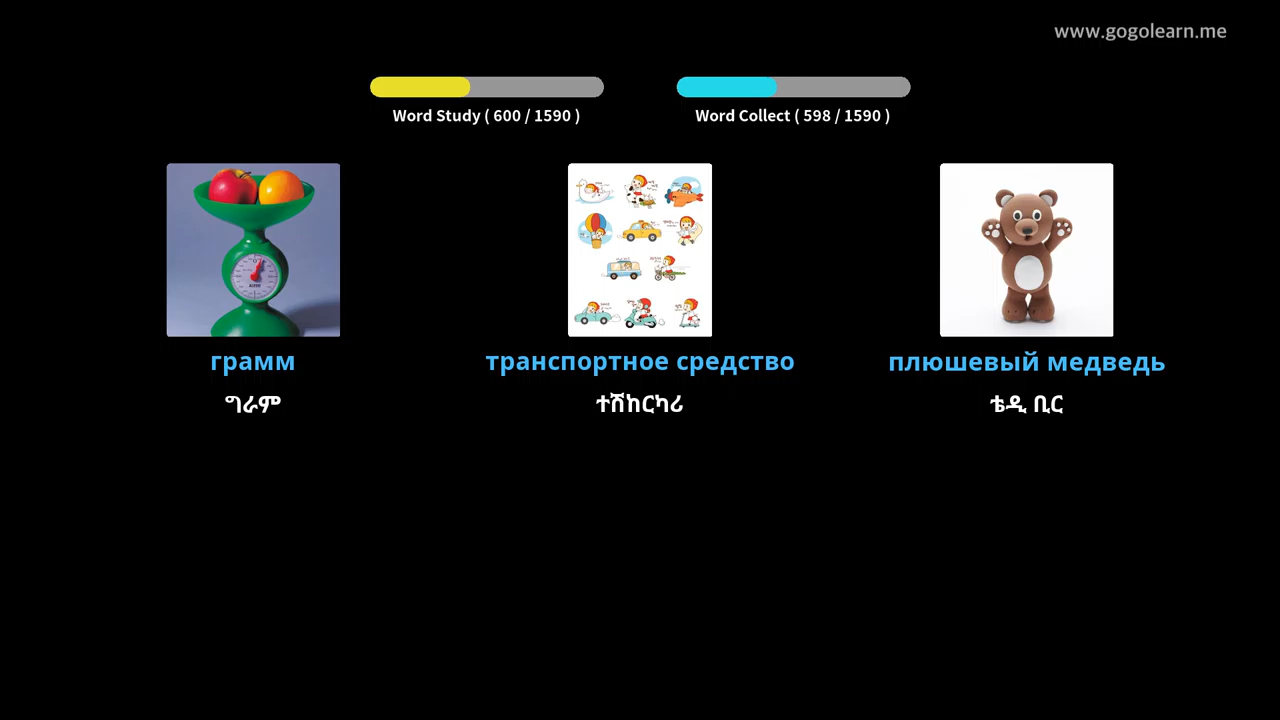 www.gogolearn.me
Word Study ( 600 / 1590 )
Word Collect ( 598 / 1590 )
грамм
транспортное средство
плюшевый медведь
ግራም
ተሽከርካሪ
ቴዲ ቢር